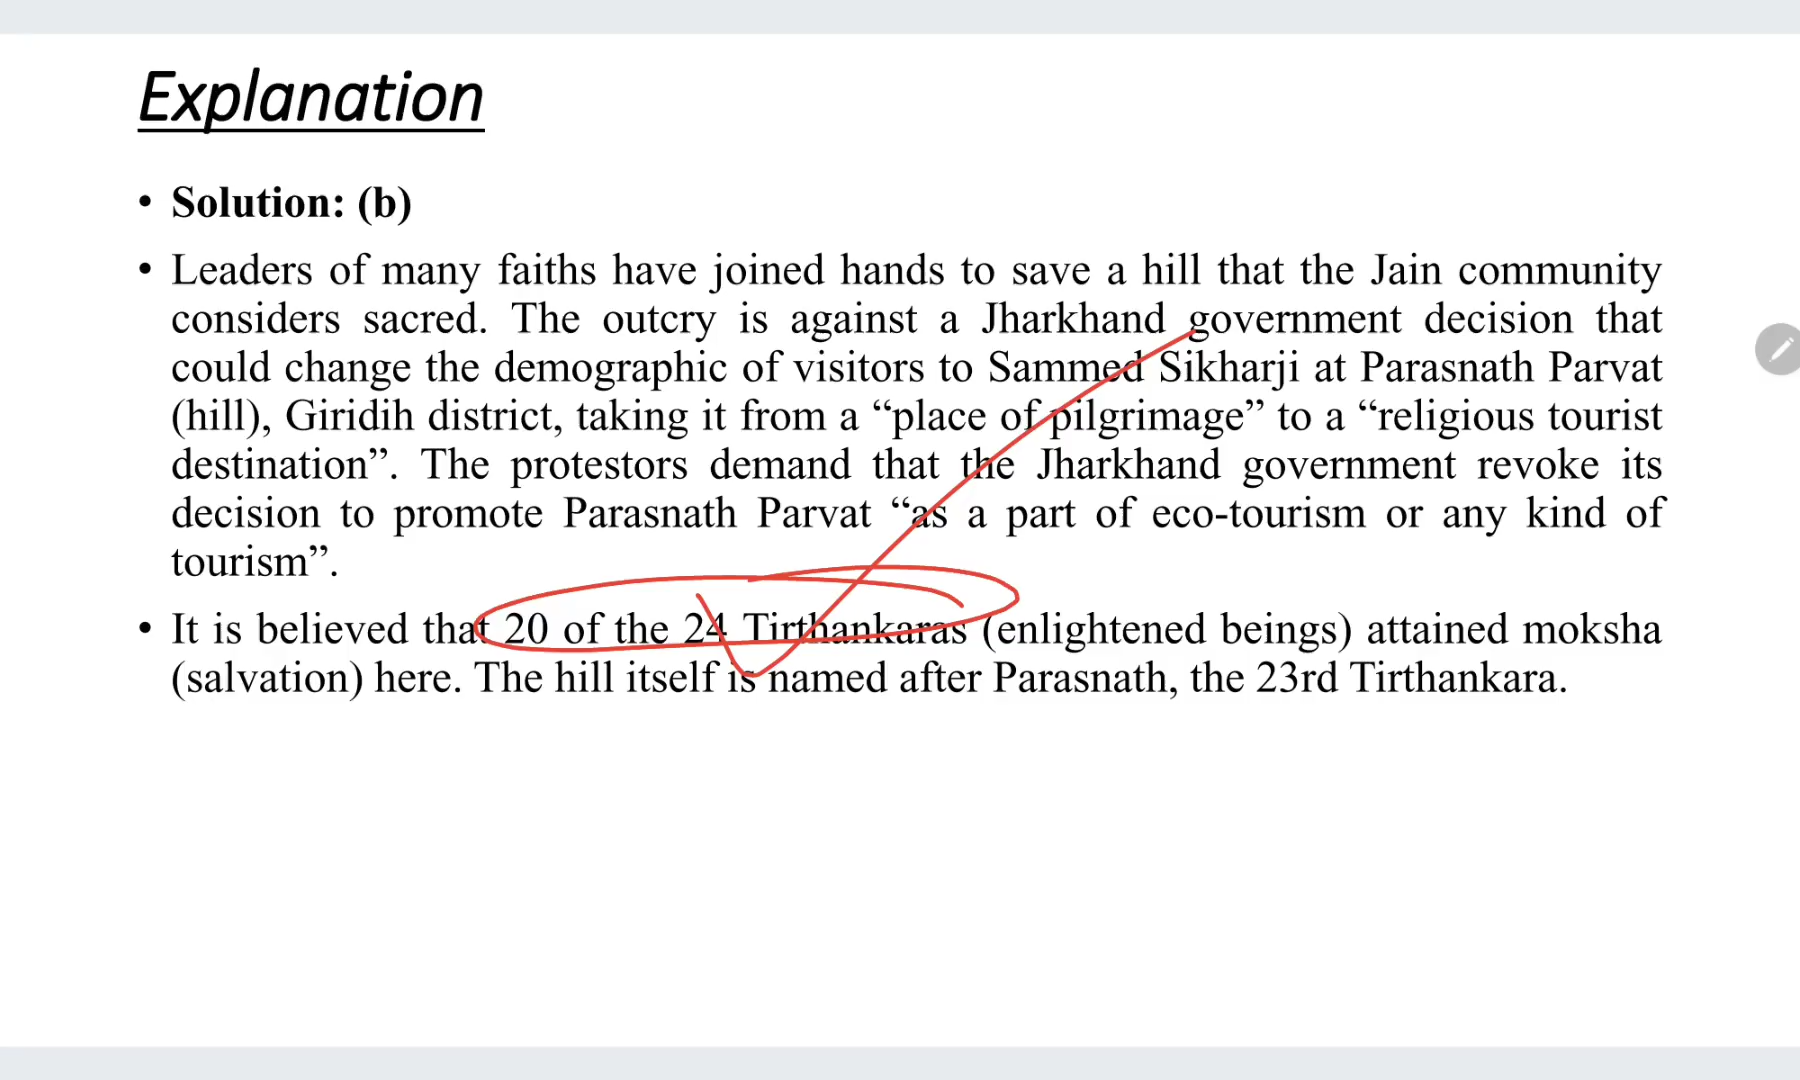 Explanation
• Solution: (b)
• Leaders of many faiths have joined hands to save a hill that the Jain community
considers sacred. The outcry is against a Jharkhand government decision that
could change the demographic of visitors to Sammed Sikharji at Parasnath Parvat
(hill), Giridih district, taking it from a “place of pilgrimage” to a “religious tourist
destination”. The protestors demand that the Jharkhand government revoke its
decision to promote Parasnath Parvat “as a part of eco-tourism or any kind of
tourism”.
• It is believed that 20 of the 24 Tirthankaras (enlightened beings) attained moksha
(salvation) here. The hill itself is named after Parasnath, the 23rd Tirthankara.